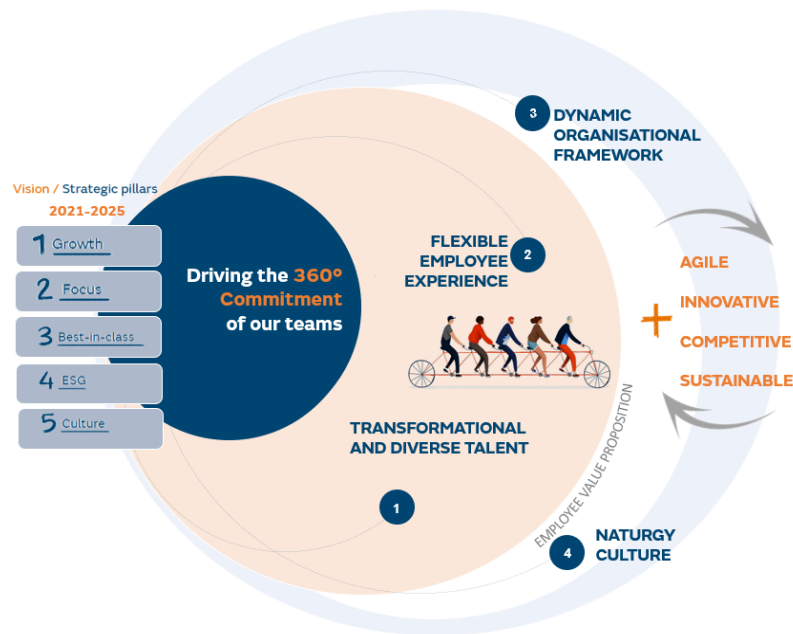 Vision / Strategic pillars
2021-2025
1 Growth
2 Focus
3 Best-in-class
4 ESG
5 Culture
Driving the 360º
Commitment
of our teams
3
DYNAMIC
ORGANISATIONAL
FRAMEWORK
FLEXIBLE
EMPLOYEE
EXPERIENCE
2
TRANSFORMATIONAL
AND DIVERSE TALENT
1
EMPLOYEE VALUE PROPOSITION
4
NATURGY
CULTURE
+
AGILE
INNOVATIVE
COMPETITIVE
SUSTAINABLE